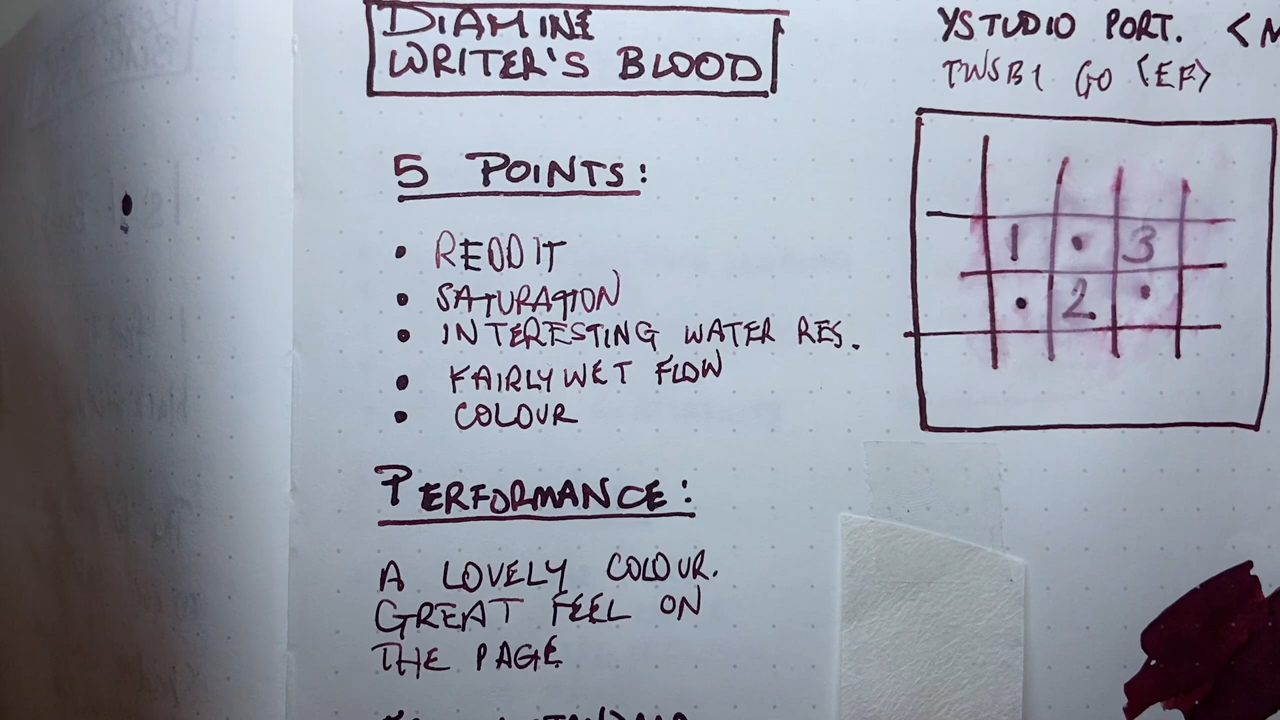 DIAMINE
WRITER'S BLOOD
YSTUDIO PORT. <M
TWSBI GO <EF>
5 POINTS:
• REDDIT
• SATURATION
• INTERESTING WATER RES.
• FAIRLY WET FLOW
• COLOUR
1 • 3
• 2 •
PERFORMANCE:
A LOVELY COLOUR.
GREAT FEEL ON
THE PAGE